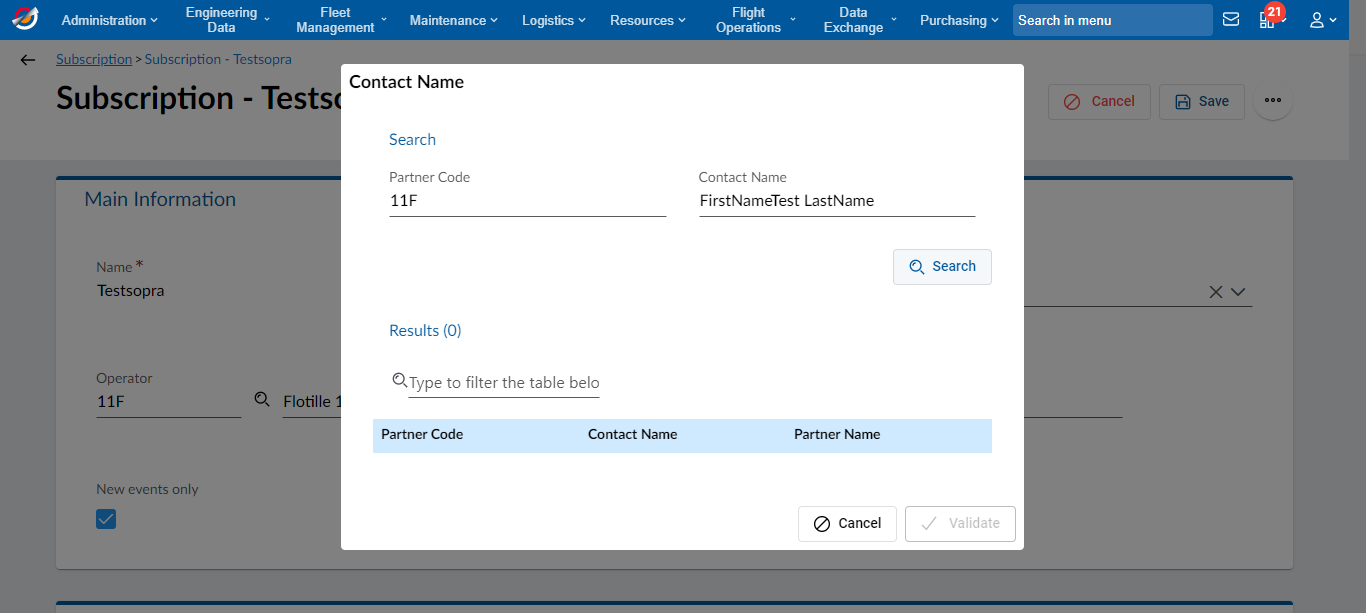 Administration
Engineering
Data
Fleet
Management
Maintenance
Logistics
Resources
Flight
Operations
Data
Exchange
Purchasing
Search in menu
21
Subscription > Subscription - Testsopra
Subscription - Testso
Cancel
Save
Contact Name
Search
Partner Code
Contact Name
11F
FirstNameTest LastName
Search
Results (0)
Type to filter the table belo
Partner Code
Contact Name
Partner Name
Cancel
Validate
Main Information
Name *
Testsopra
Operator
11F
Flotille 1
New events only